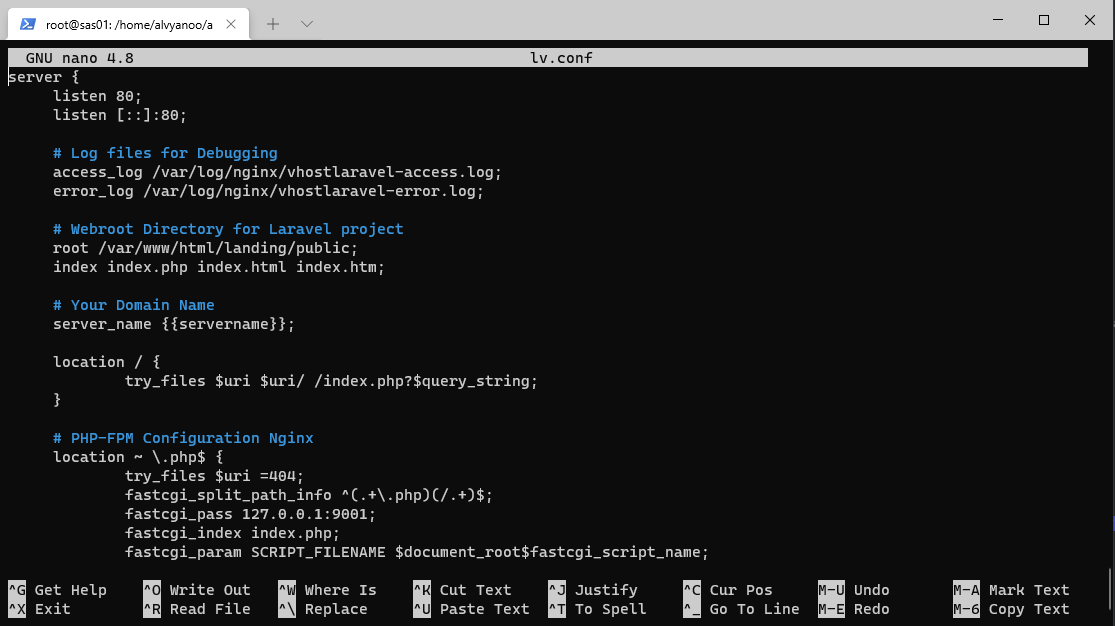 root@sas01: /home/alvyanoo/a
GNU nano 4.8 lv.conf
server {
listen 80;
listen [::]:80;
# Log files for Debugging
access_log /var/log/nginx/vhostlaravel-access.log;
error_log /var/log/nginx/vhostlaravel-error.log;
# Webroot Directory for Laravel project
root /var/www/html/landing/public;
index index.php index.html index.htm;
# Your Domain Name
server_name {{servername}};
location / {
try_files $uri $uri/ /index.php?$query_string;
}
# PHP-FPM Configuration Nginx
location ~ \.php$ {
try_files $uri =404;
fastcgi_split_path_info ^(.+\.php)(/.+)$;
fastcgi_pass 127.0.0.1:9001;
fastcgi_index index.php;
fastcgi_param SCRIPT_FILENAME $document_root$fastcgi_script_name;
^G Get Help ^O Write Out ^W Where Is ^K Cut Text ^J Justify ^C Cur Pos M-U Undo M-A Mark Text
^X Exit ^R Read File ^\ Replace ^U Paste Text ^T To Spell ^_ Go To Line M-E Redo M-6 Copy Text